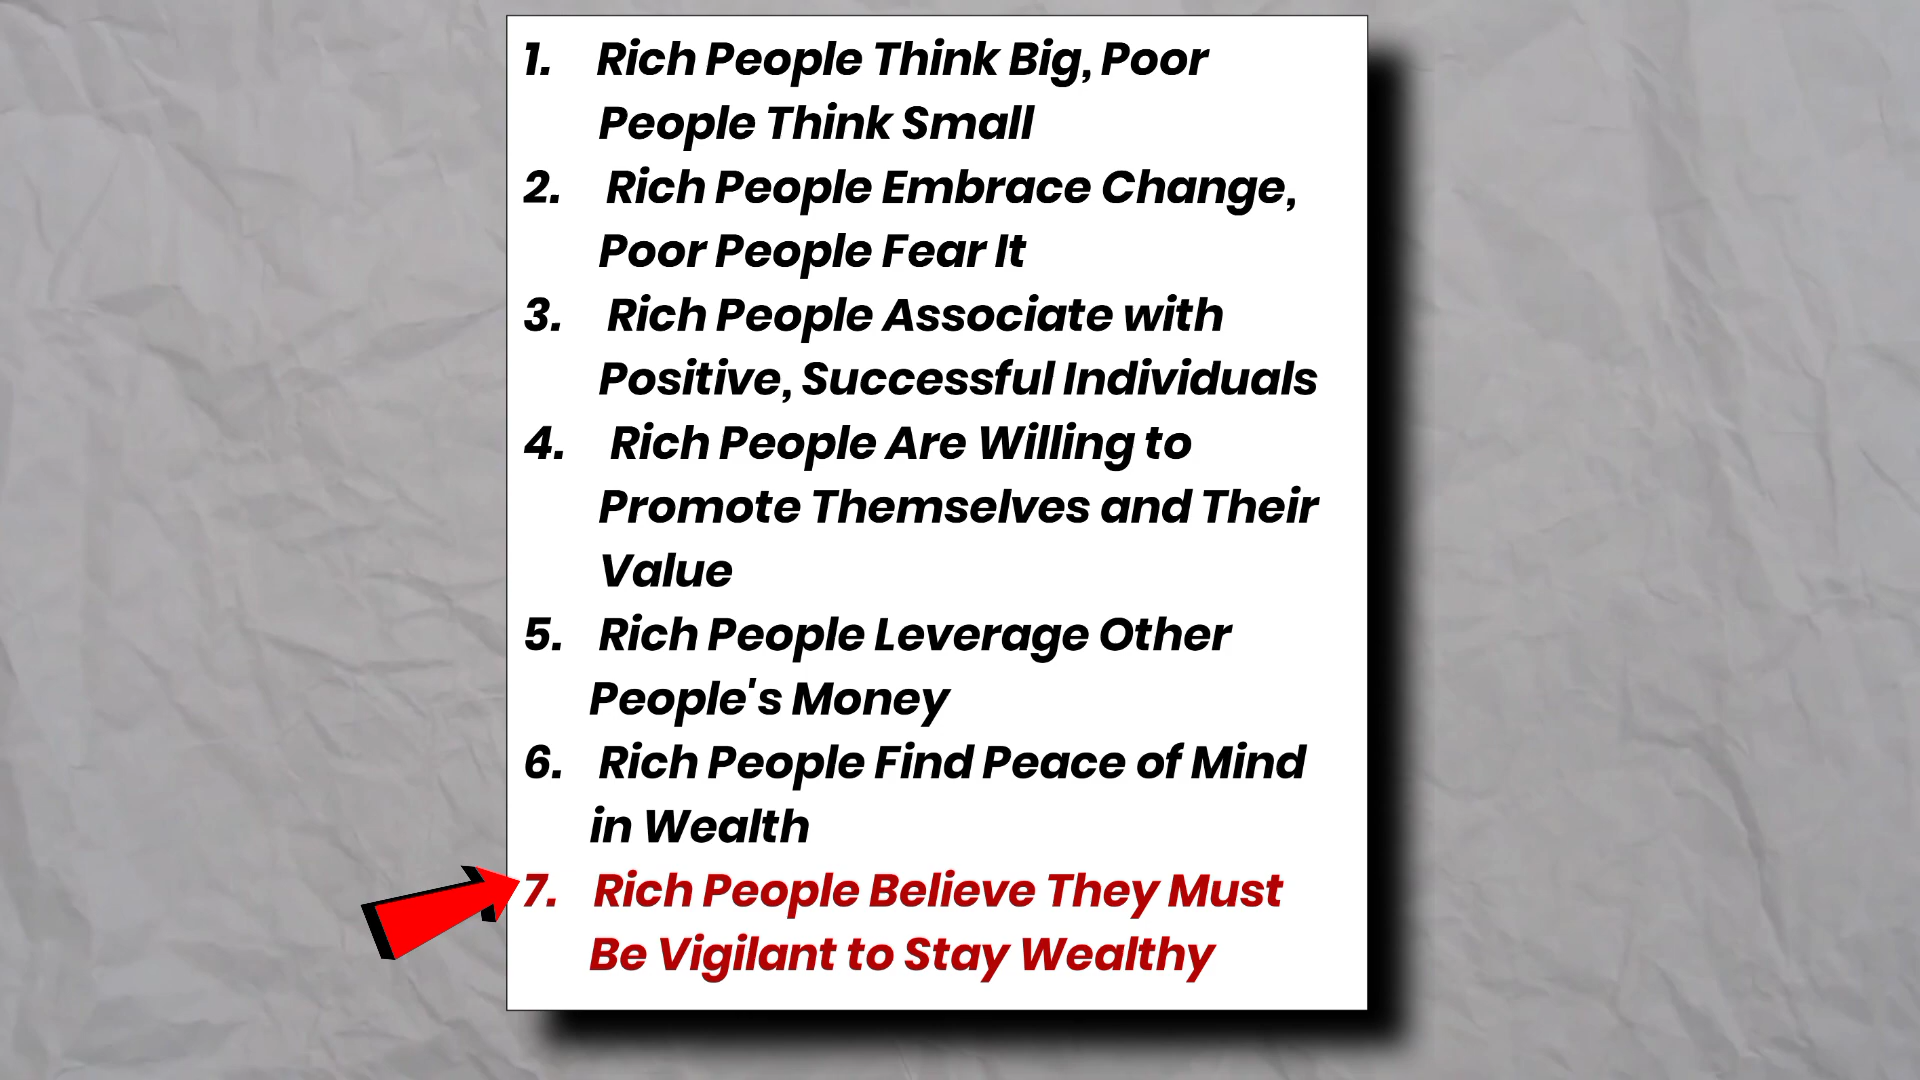 1. Rich People Think Big, Poor
People Think Small
2. Rich People Embrace Change,
Poor People Fear It
3. Rich People Associate with
Positive, Successful Individuals
4. Rich People Are Willing to
Promote Themselves and Their
Value
5. Rich People Leverage Other
People's Money
6. Rich People Find Peace of Mind
in Wealth
7. Rich People Believe They Must
Be Vigilant to Stay Wealthy